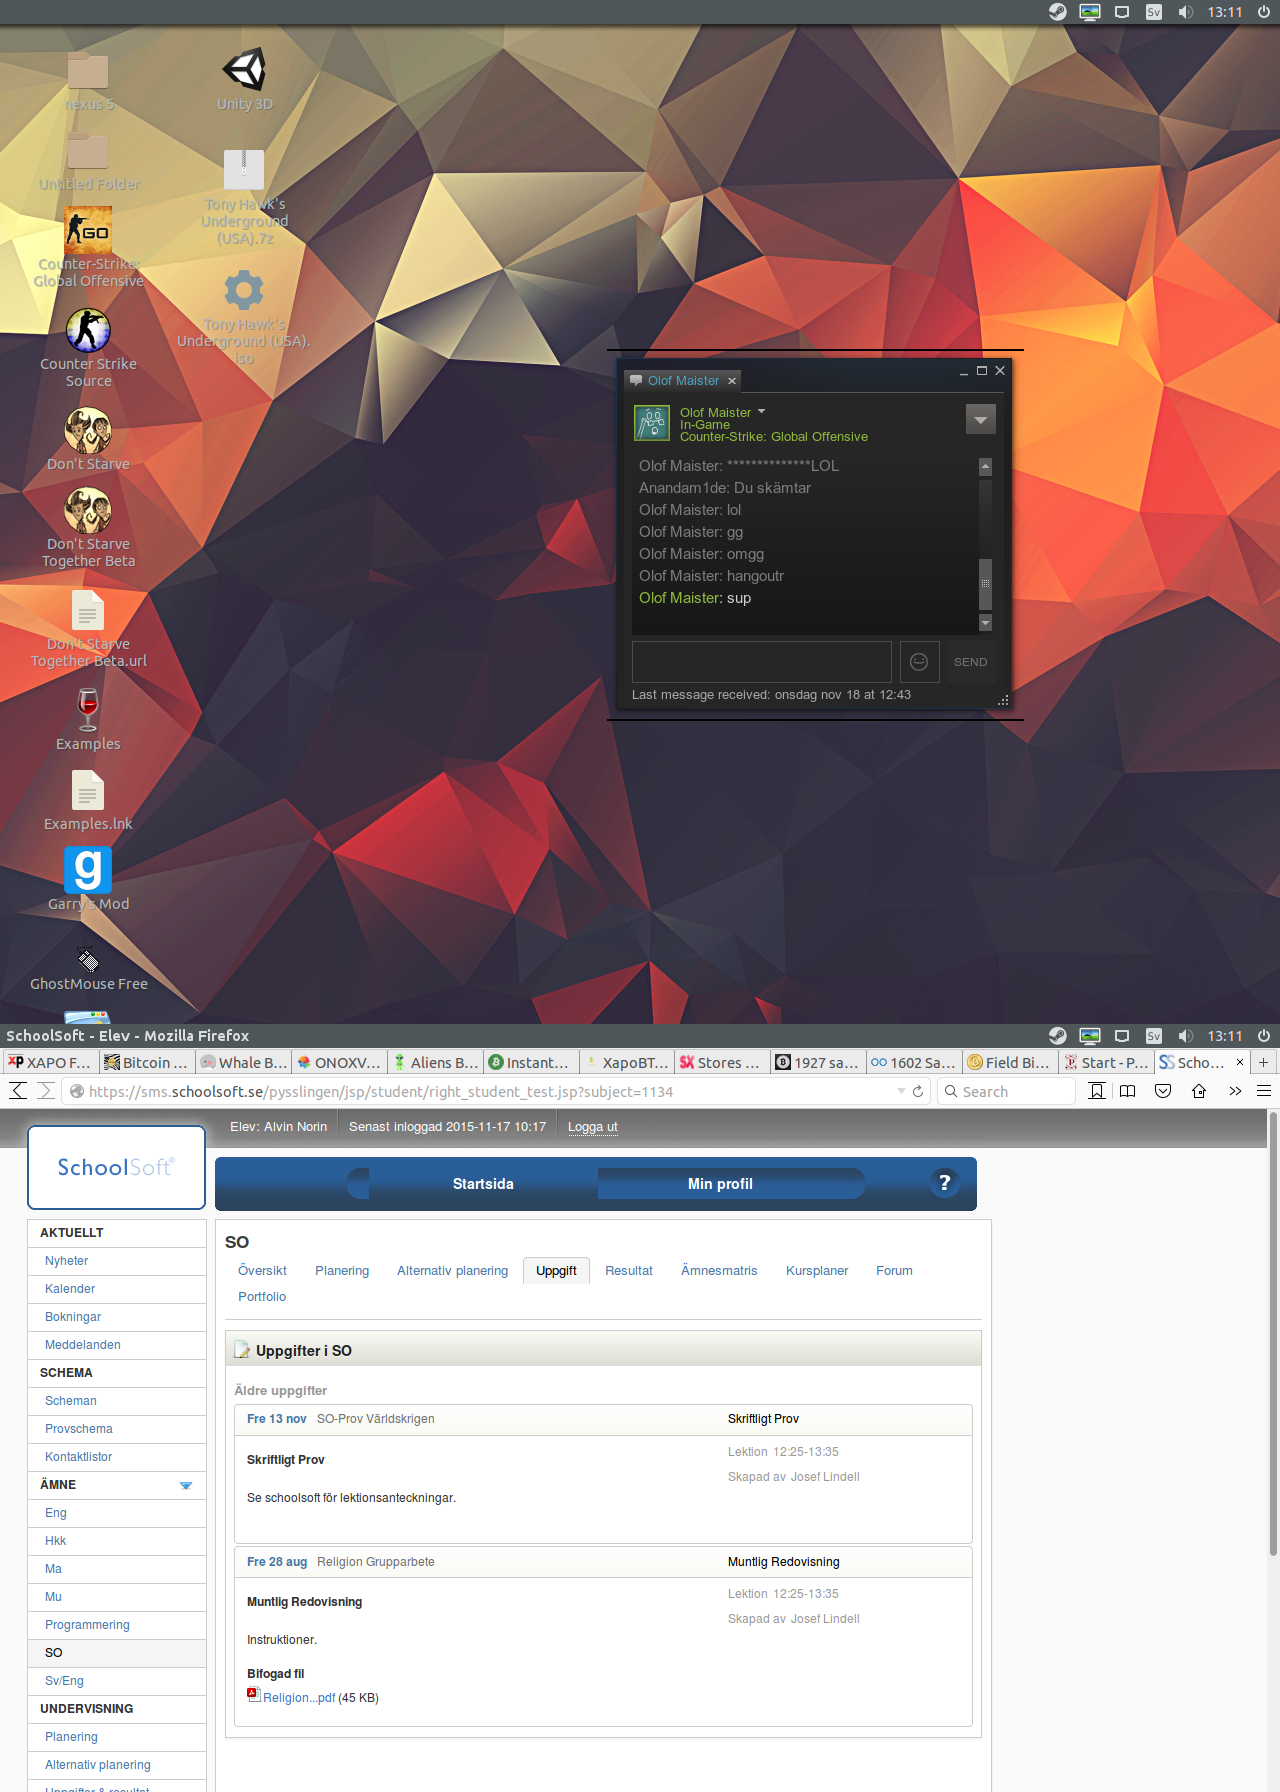 Sv 13:11
nexus 5
Unity 3D
Untitled Folder
Tony Hawk's
Underground
(USA).7z
GO
Counter-Strike:
Global Offensive
Tony Hawk's
Underground (USA).
iso
Counter Strike
Source
Don't Starve
Don't Starve
Together Beta
Don't Starve
Together Beta.url
Examples
Examples.lnk
g
Garry's Mod
GhostMouse Free
Olof Maister
Olof Maister
In-Game
Counter-Strike: Global Offensive
Olof Maister: **************LOL
Anandam1de: Du skämtar
Olof Maister: lol
Olof Maister: gg
Olof Maister: omgg
Olof Maister: hangoutr
Olof Maister: sup
SEND
Last message received: onsdag nov 18 at 12:43
SchoolSoft - Elev - Mozilla Firefox
Sv 13:11
XAPO F... Bitcoin ... Whale B... ONOXV... Aliens B... Instant... XapoBT... Stores ... 1927 sa... 1602 Sa... Field Bi... Start - P... Scho...
https://sms.schoolsoft.se/pysslingen/jsp/student/right_student_test.jsp?subject=1134
Search
Elev: Alvin Norin Senast inloggad 2015-11-17 10:17 Logga ut
SchoolSoft®
Startsida Min profil ?
AKTUELLT
Nyheter
Kalender
Bokningar
Meddelanden
SCHEMA
Scheman
Provschema
Kontaktlistor
ÄMNE
Eng
Hkk
Ma
Mu
Programmering
SO
Sv/Eng
UNDERVISNING
Planering
Alternativ planering
Uppgifter & resultat
SO
Översikt Planering Alternativ planering Uppgift Resultat Ämnesmatris Kursplaner Forum
Portfolio
Uppgifter i SO
Äldre uppgifter
Fre 13 nov SO-Prov Världskrigen Skriftligt Prov
Lektion 12:25-13:35
Skriftligt Prov
Skapad av Josef Lindell
Se schoolsoft för lektionsanteckningar.
Fre 28 aug Religion Grupparbete Muntlig Redovisning
Lektion 12:25-13:35
Muntlig Redovisning
Skapad av Josef Lindell
Instruktioner.
Bifogad fil
Religion...pdf (45 KB)